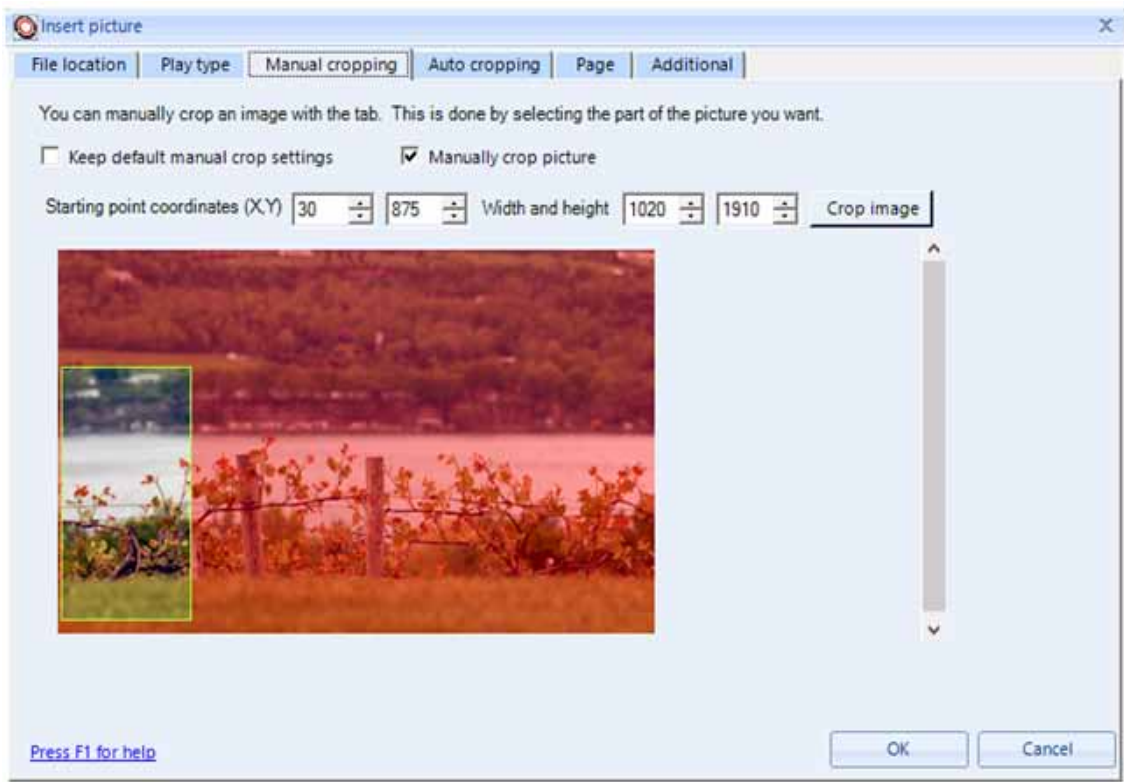 Insert picture
File location Play type Manual cropping Auto cropping Page Additional
You can manually crop an image with the tab. This is done by selecting the part of the picture you want.
Keep default manual crop settings Manually crop picture
Starting point coordinates (X,Y) 30 875 Width and height 1020 1910 Crop image
Press F1 for help OK Cancel